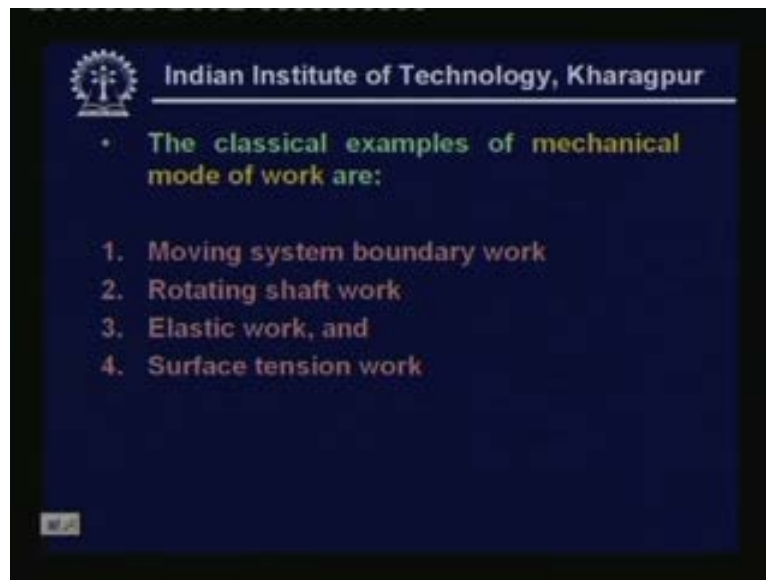 Indian Institute of Technology, Kharagpur
• The classical examples of mechanical
mode of work are:
1. Moving system boundary work
2. Rotating shaft work
3. Elastic work, and
4. Surface tension work